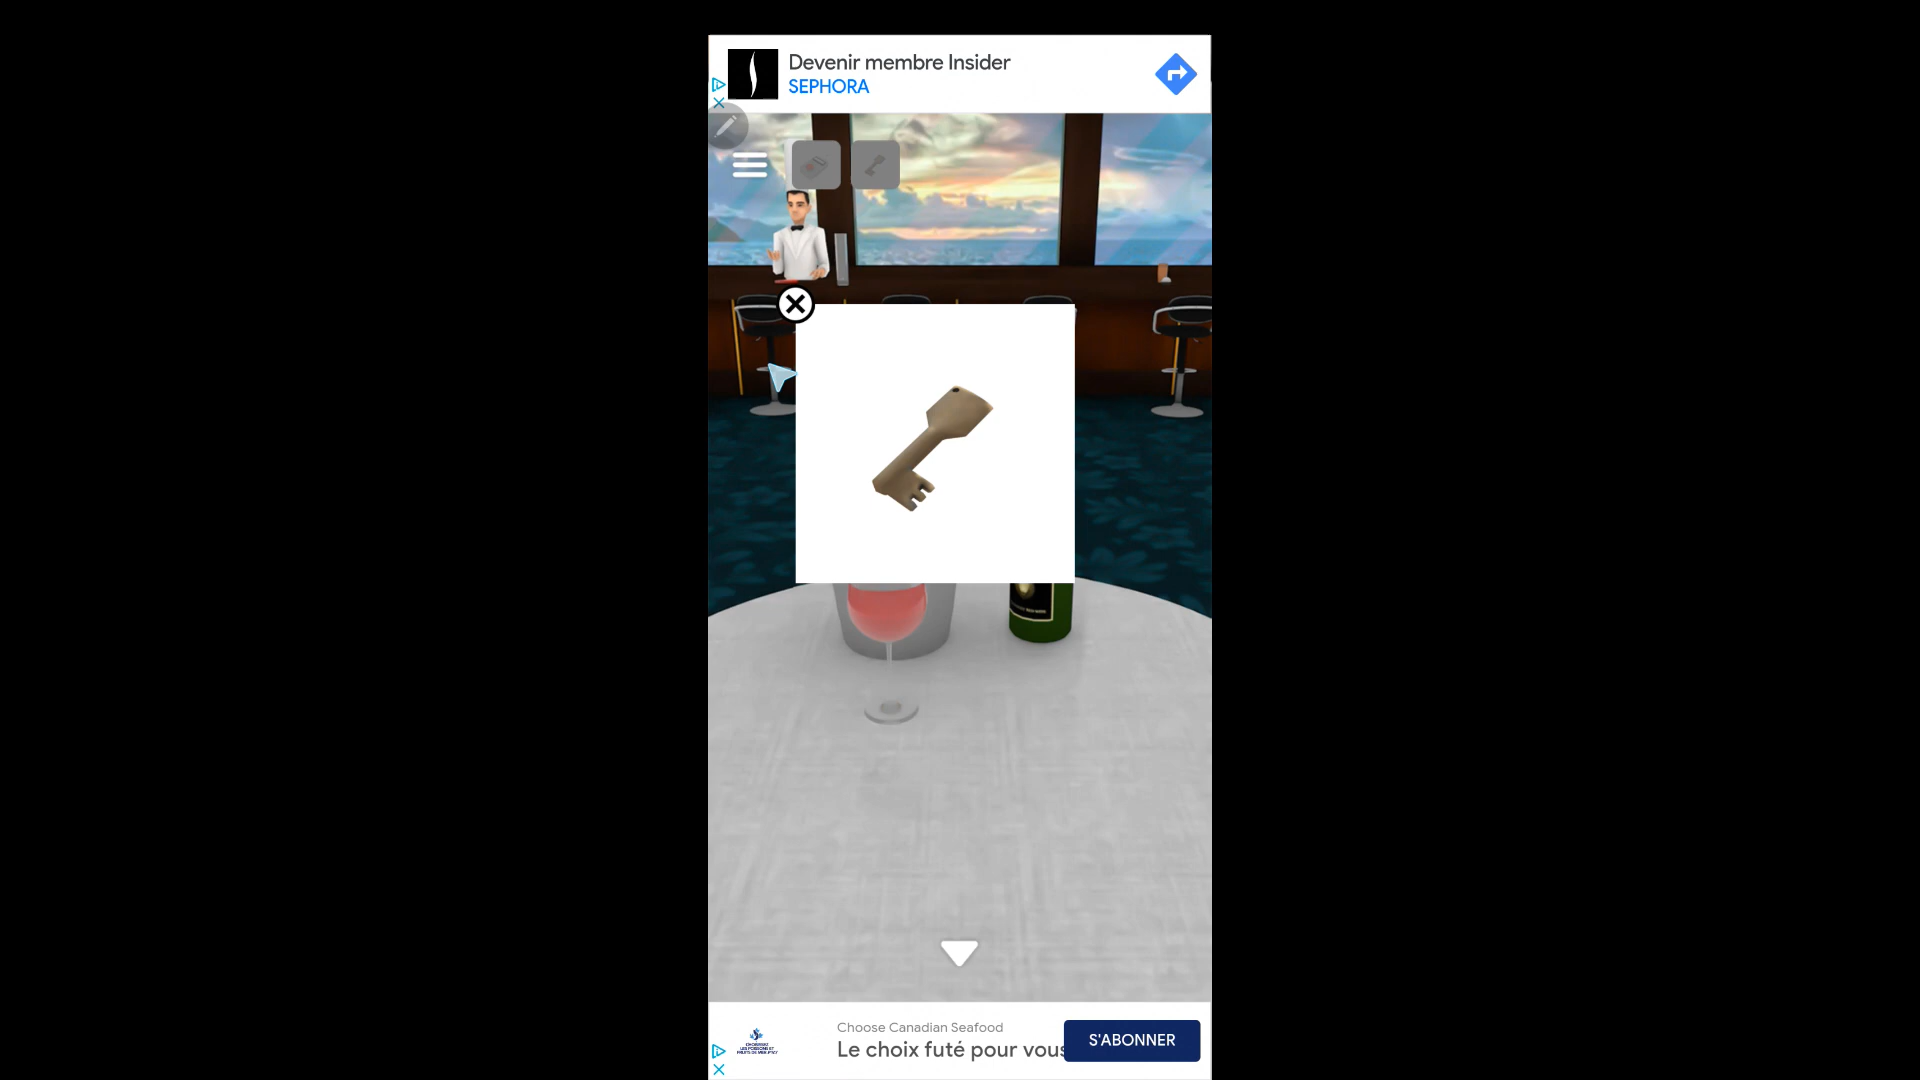 Devenir membre Insider
SEPHORA
Choose Canadian Seafood
Le choix futé pour vous
S'ABONNER